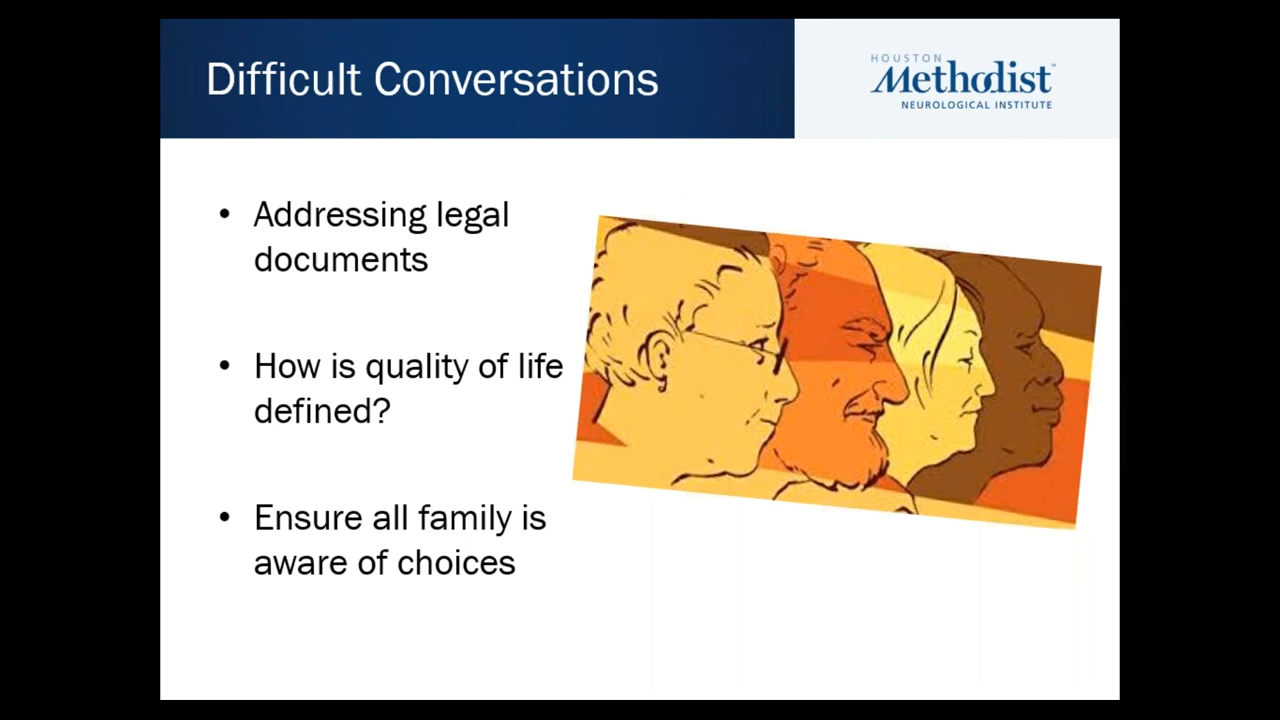 Difficult Conversations
HOUSTON
Methodist™
NEUROLOGICAL INSTITUTE
• Addressing legal
documents
• How is quality of life
defined?
• Ensure all family is
aware of choices